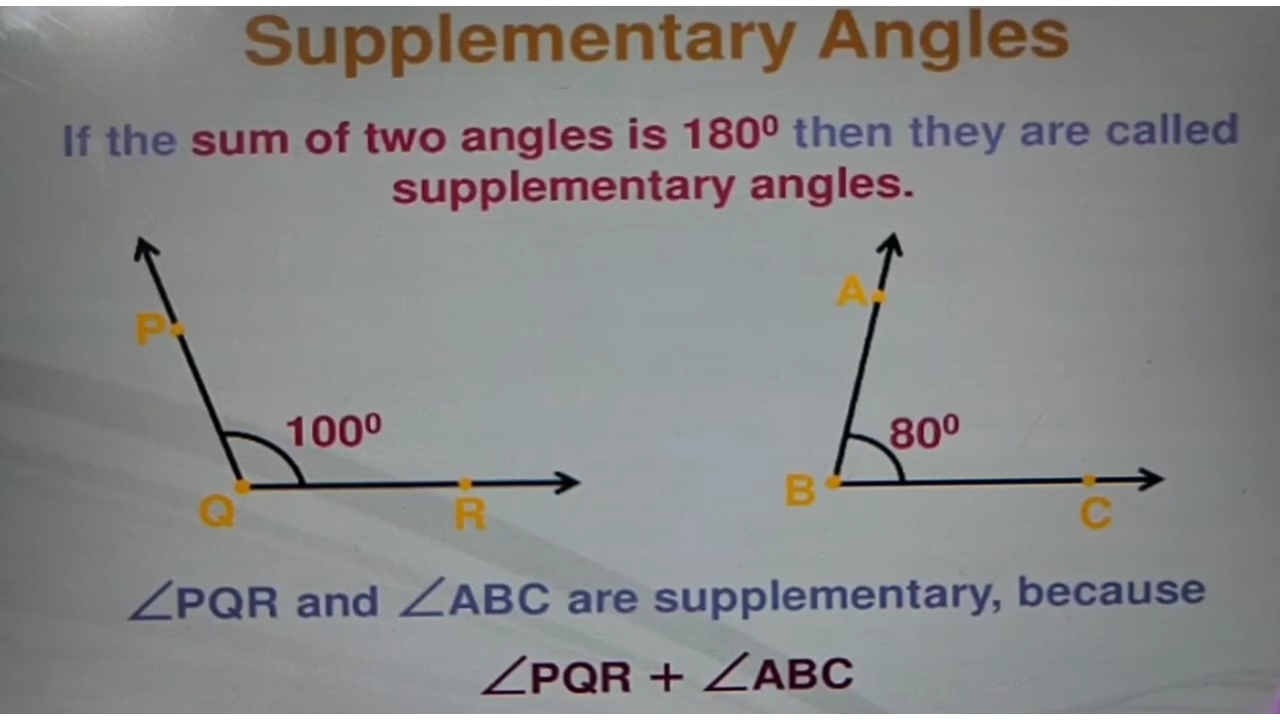 Supplementary Angles
If the sum of two angles is 180⁰ then they are called
supplementary angles.
A
P
100⁰
80⁰
B
Q
R
C
∠PQR and ∠ABC are supplementary, because
∠PQR + ∠ABC